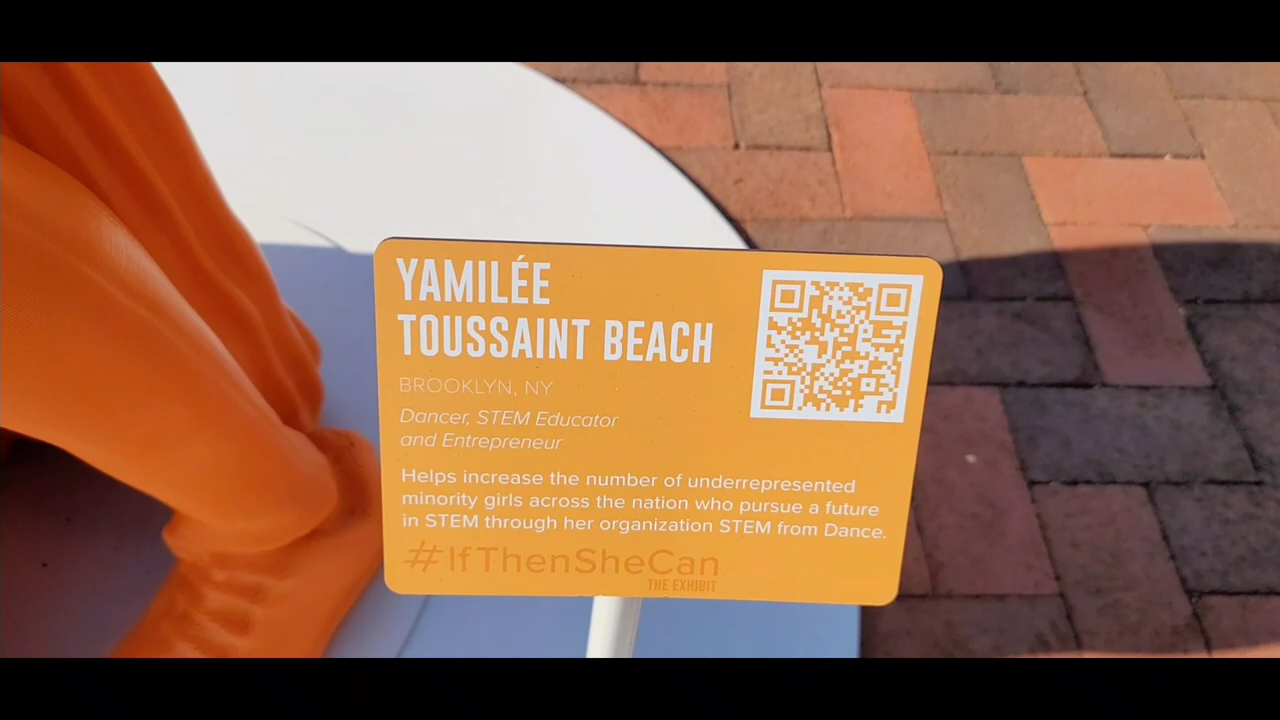 YAMILÉE
TOUSSAINT BEACH
BROOKLYN, NY
Dancer, STEM Educator
and Entrepreneur
Helps increase the number of underrepresented
minority girls across the nation who pursue a future
in STEM through her organization STEM from Dance.
#IfThenSheCan
THE EXHIBIT